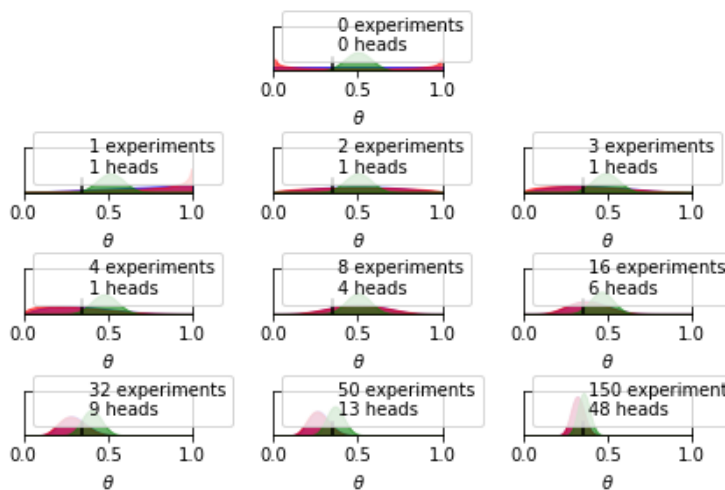 0 experiments
0 heads
0.0 0.5 1.0
θ
1 experiments
1 heads
0.0 0.5 1.0
θ
2 experiments
1 heads
0.0 0.5 1.0
θ
3 experiments
1 heads
0.0 0.5 1.0
θ
4 experiments
1 heads
0.0 0.5 1.0
θ
8 experiments
4 heads
0.0 0.5 1.0
θ
16 experiments
6 heads
0.0 0.5 1.0
θ
32 experiments
9 heads
0.0 0.5 1.0
θ
50 experiments
13 heads
0.0 0.5 1.0
θ
150 experiment
48 heads
0.0 0.5 1.0
θ